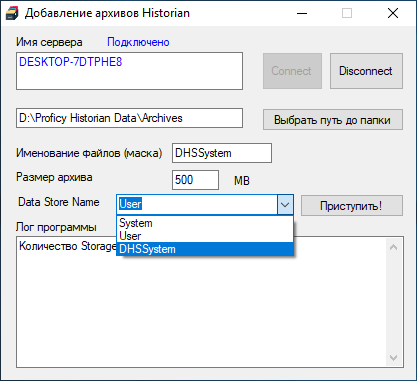 Добавление архивов Historian
Имя сервера Подключено
DESKTOP-7DTPHE8
Connect Disconnect
D:\Proficy Historian Data\Archives
Выбрать путь до папки
Именование файлов (маска) DHSSystem
Размер архива 500 MB
Data Store Name User Приступить!
System
User
DHSSystem
Лог программы
Количество Storage